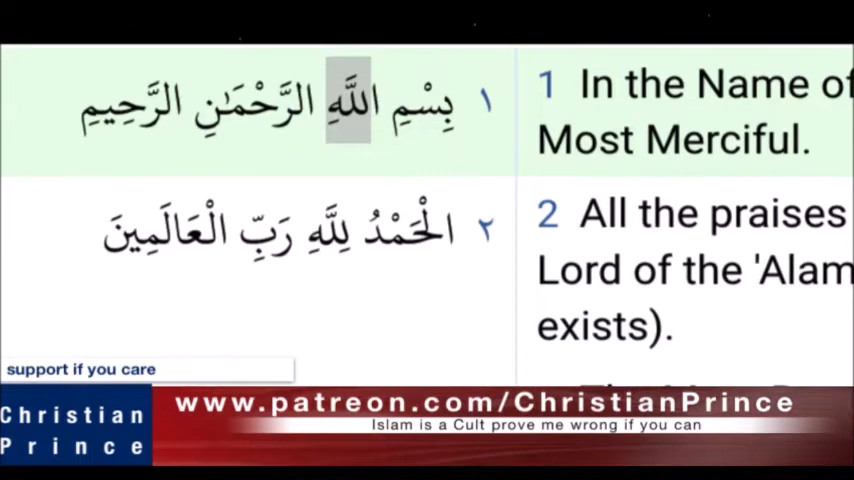 بِسْمِ اللَّهِ الرَّحْمَٰنِ الرَّحِيمِ ١
1 In the Name of
Most Merciful.
الْحَمْدُ لِلَّهِ رَبِّ الْعَالَمِينَ ٢
2 All the praises
Lord of the 'Alam
exists).
support if you care
Christian
Prince
www.patreon.com/ChristianPrince
Islam is a Cult prove me wrong if you can